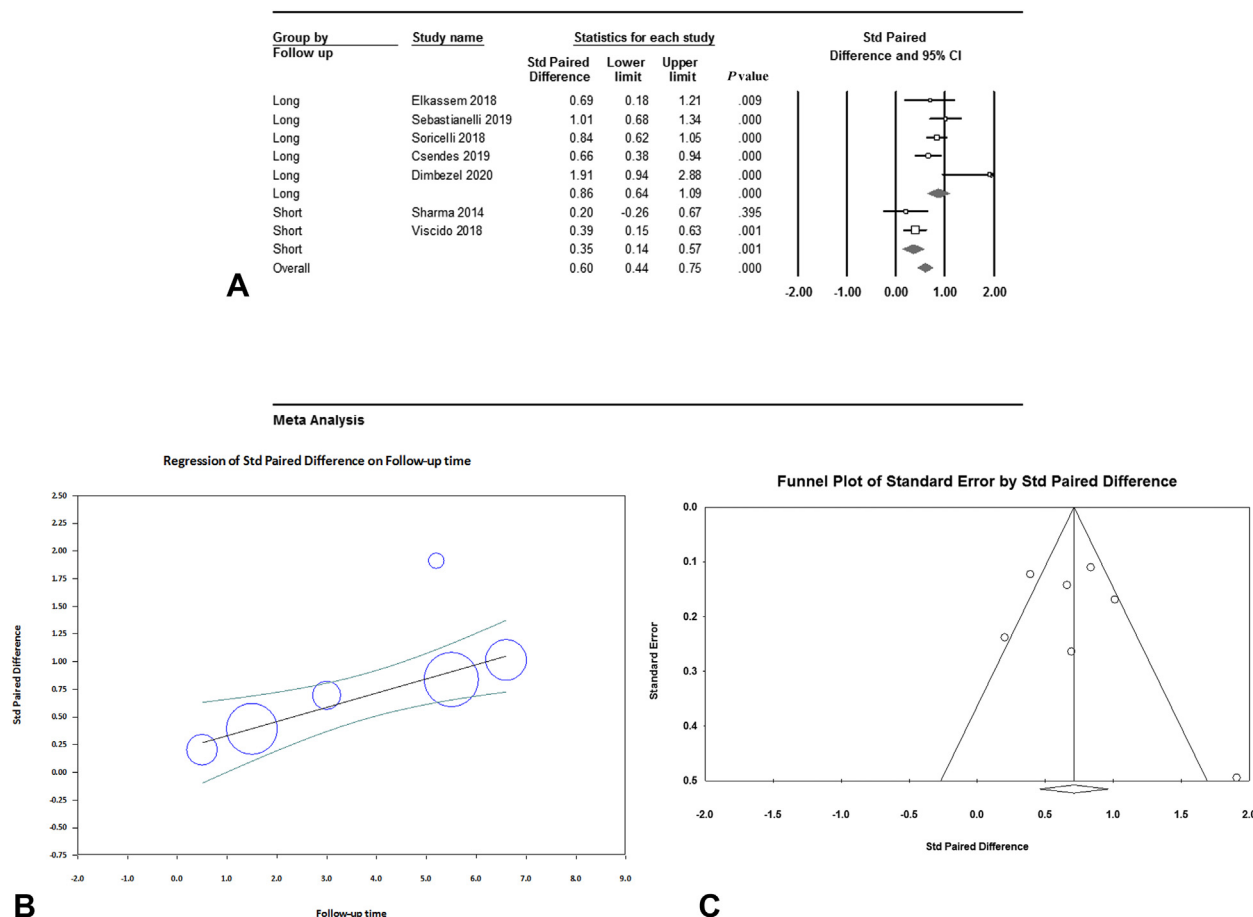 Group by Study name Statistics for each study Std Paired
Follow up Difference and 95% CI
Std Paired Lower Upper
Difference limit limit P value
Long Elkassem 2018 0.69 0.18 1.21 .009
Long Sebastianelli 2019 1.01 0.68 1.34 .000
Long Soricelli 2018 0.84 0.62 1.05 .000
Long Csendes 2019 0.66 0.38 0.94 .000
Long Dimbezel 2020 1.91 0.94 2.88 .000
Long 0.86 0.64 1.09 .000
Short Sharma 2014 0.20 -0.26 0.67 .395
Short Viscido 2018 0.39 0.15 0.63 .001
Short 0.35 0.14 0.57 .001
Overall 0.60 0.44 0.75 .000
-2.00 -1.00 0.00 1.00 2.00
A
Meta Analysis
Regression of Std Paired Difference on Follow-up time
2.50
2.25
2.00
1.75
1.50
1.25
1.00
0.75
0.50
0.25
0.00
-0.25
-0.50
-0.75
Std Paired Difference
-2.0 -1.0 0.0 1.0 2.0 3.0 4.0 5.0 6.0 7.0 8.0 9.0
Follow-up time
B
Funnel Plot of Standard Error by Std Paired Difference
0.0
0.1
0.2
0.3
0.4
0.5
Standard Error
-2.0 -1.5 -1.0 -0.5 0.0 0.5 1.0 1.5 2.0
Std Paired Difference
C